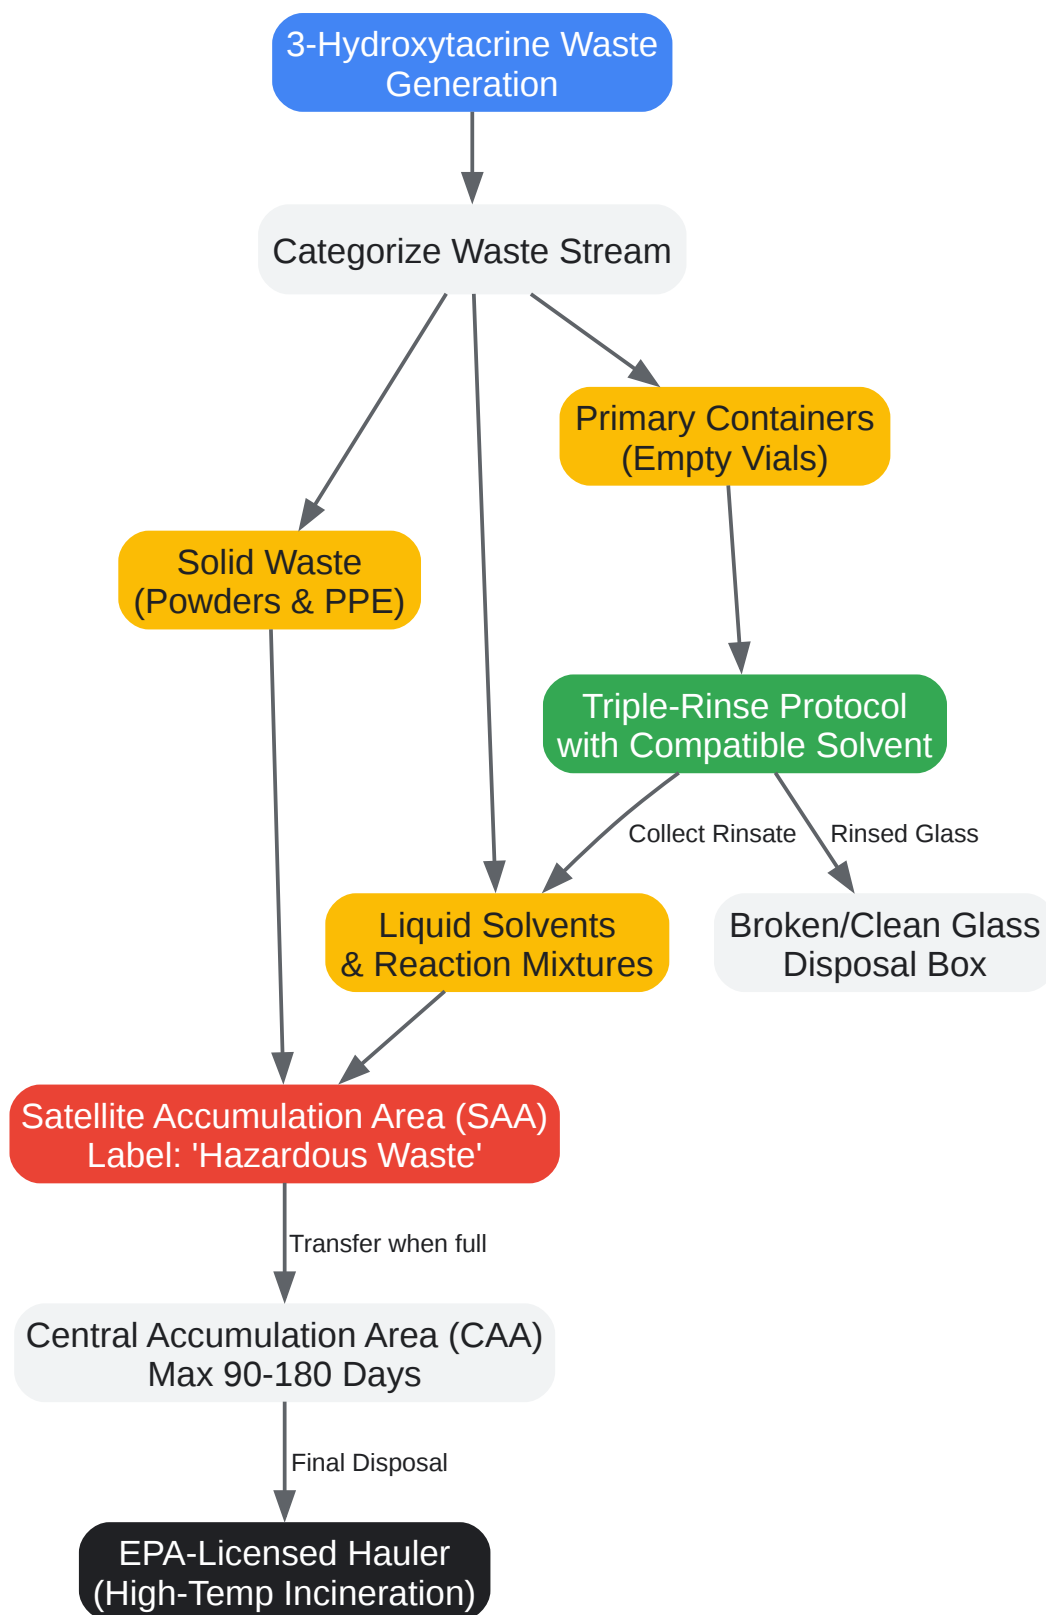 3-Hydroxytacrine Waste
Generation
Categorize Waste Stream
Primary Containers
(Empty Vials)
Solid Waste
(Powders & PPE)
Triple-Rinse Protocol
with Compatible Solvent
Collect Rinsate
Rinsed Glass
Liquid Solvents
& Reaction Mixtures
Broken/Clean Glass
Disposal Box
Satellite Accumulation Area (SAA)
Label: 'Hazardous Waste'
Transfer when full
Central Accumulation Area (CAA)
Max 90-180 Days
Final Disposal
EPA-Licensed Hauler
(High-Temp Incineration)